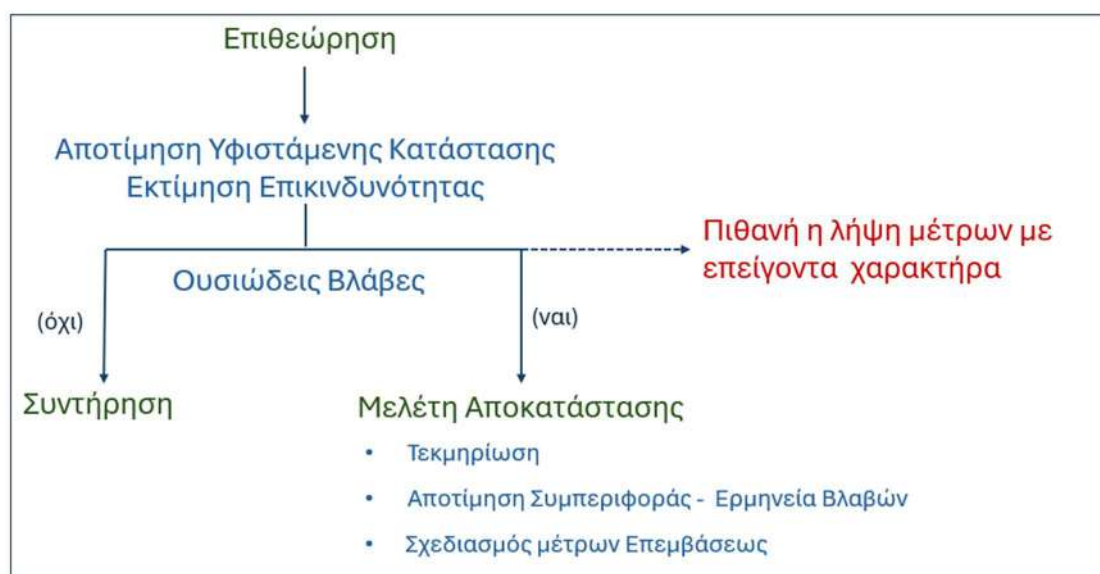 Επιθεώρηση
Αποτίμηση Υφιστάμενης Κατάστασης
Εκτίμηση Επικινδυνότητας
Πιθανή η λήψη μέτρων με
επείγοντα χαρακτήρα
Ουσιώδεις Βλάβες
(όχι)
(ναι)
Συντήρηση
Μελέτη Αποκατάστασης
• Τεκμηρίωση
• Αποτίμηση Συμπεριφοράς - Ερμηνεία Βλαβών
• Σχεδιασμός μέτρων Επεμβάσεως